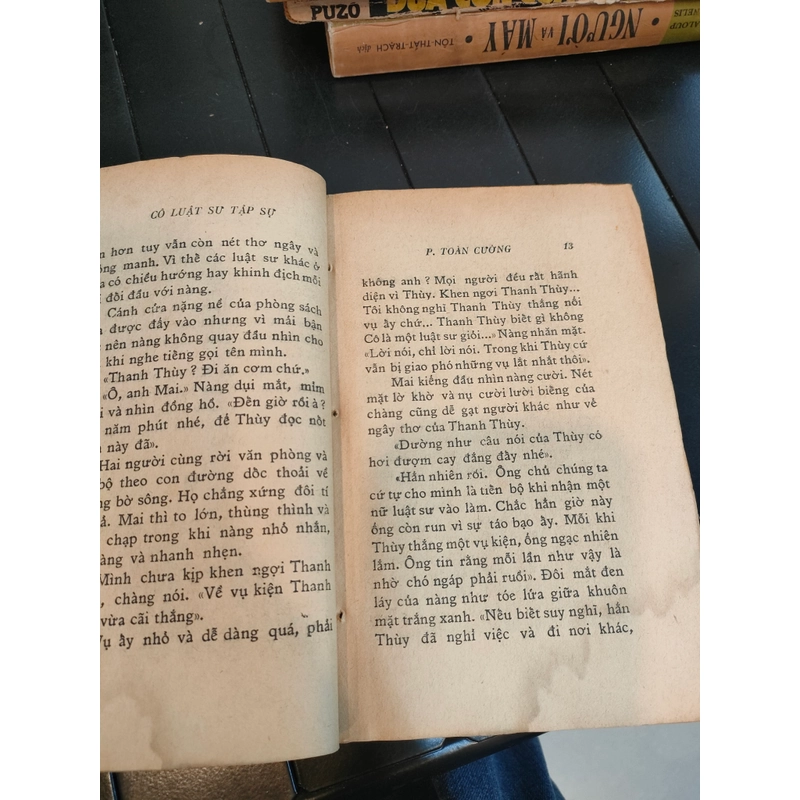 PUZO
TÔN-THẤT-TRẠCH dịch • NGƯỜI VÀ MÁY •
CÔ LUẬT SƯ TẬP SỰ
hơn tuy vẫn còn nét thơ ngây và
manh. Vì thế các luật sư khác ở
có chiều hướng hay khinh địch mỗi
đối đầu với nàng.
Cánh cửa nặng nề của phòng sách
được đẩy vào nhưng vì mải bận
nên nàng không quay đầu nhìn cho
khi nghe tiếng gọi tên mình.
«Thanh Thùy ? Đi ăn cơm chứ.»
«Ồ, anh Mai.» Nàng dụi mắt, mỉm
và nhìn đồng hồ. «Đến giờ rồi à ?
năm phút nhé, để Thùy đọc nốt
này đã».
Hai người cùng rời văn phòng và
bộ theo con đường dốc thoải về
bờ sông. Họ chẳng xứng đôi tí
Mai thì to lớn, thùng thình và
chạp trong khi nàng nhỏ nhắn,
và nhanh nhẹn.
Mình chưa kịp khen ngợi Thanh
, chàng nói. «Về vụ kiện Thanh
vừa cãi thắng».
Vụ ấy nhỏ và dễ dàng quá, phải
P. TOÀN CƯỜNG 13
không anh ? Mọi người đều rất hãnh
diện vì Thùy. Khen ngợi Thanh Thùy...
Tôi không nghĩ Thanh Thùy thắng nổi
vụ ấy chứ... Thanh Thùy biết gì không
Cô là một luật sư giỏi...» Nàng nhăn mặt.
«Lời nói, chỉ lời nói. Trong khi Thùy cứ
vẫn bị giao phó những vụ lắt nhắt thôi».
Mai kiếng đầu nhìn nàng cười. Nét
mặt lờ khờ và nụ cười lười biếng của
chàng cũng dễ gạt người khác như vẻ
ngây thơ của Thanh Thùy.
«Dường như câu nói của Thùy có
hơi đượm cay đắng đấy nhé».
«Hẳn nhiên rồi. Ông chủ chúng ta
cứ tự cho mình là tiến bộ khi nhận một
nữ luật sư vào làm. Chắc hẳn giờ này
ổng còn run vì sự táo bạo ấy. Mỗi khi
Thùy thắng một vụ kiện, ổng ngạc nhiên
lắm. Ông tin rằng mỗi lần như vậy là
nhờ chó ngáp phải ruồi». Đôi mắt đen
láy của nàng như tóe lửa giữa khuôn
mặt trắng xanh. «Nếu biết suy nghĩ, hẳn
Thùy đã nghỉ việc và đi nơi khác,